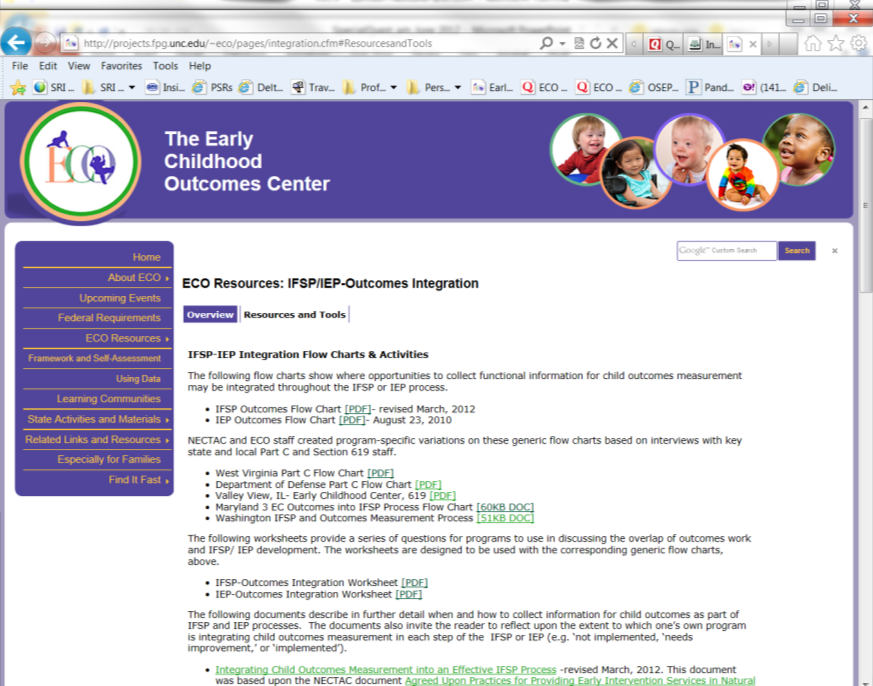 http://projects.fpg.unc.edu/~eco/pages/integration.cfm#ResourcesandTools
Q... In...
File Edit View Favorites Tools Help
SRI ... SRI ... Insi... PSRs Delt... Trav... Prof... Pers... Earl... ECO ... ECO ... OSEP... Pand... (141... Deli...
ECO
The Early
Childhood
Outcomes Center
Google™ Custom Search Search
Home
About ECO
Upcoming Events
Federal Requirements
ECO Resources
Framework and Self-Assessment
Using Data
Learning Communities
State Activities and Materials
Related Links and Resources
Especially for Families
Find It Fast
ECO Resources: IFSP/IEP-Outcomes Integration
Overview Resources and Tools
IFSP-IEP Integration Flow Charts & Activities
The following flow charts show where opportunities to collect functional information for child outcomes measurement
may be integrated throughout the IFSP or IEP process.
• IFSP Outcomes Flow Chart [PDF]- revised March, 2012
• IEP Outcomes Flow Chart [PDF]- August 23, 2010
NECTAC and ECO staff created program-specific variations on these generic flow charts based on interviews with key
state and local Part C and Section 619 staff.
• West Virginia Part C Flow Chart [PDF]
• Department of Defense Part C Flow Chart [PDF]
• Valley View, IL- Early Childhood Center, 619 [PDF]
• Maryland 3 EC Outcomes into IFSP Process Flow Chart [60KB DOC]
• Washington IFSP and Outcomes Measurement Process [51KB DOC]
The following worksheets provide a series of questions for programs to use in discussing the overlap of outcomes work
and IFSP/ IEP development. The worksheets are designed to be used with the corresponding generic flow charts,
above.
• IFSP-Outcomes Integration Worksheet [PDF]
• IEP-Outcomes Integration Worksheet [PDF]
The following documents describe in further detail when and how to collect information for child outcomes as part of
IFSP and IEP processes. The documents also invite the reader to reflect upon the extent to which one's own program
is integrating child outcomes measurement in each step of the IFSP or IEP (e.g. 'not implemented, 'needs
improvement,' or 'implemented').
• Integrating Child Outcomes Measurement into an Effective IFSP Process -revised March, 2012. This document
was based upon the NECTAC document Agreed Upon Practices for Providing Early Intervention Services in Natural